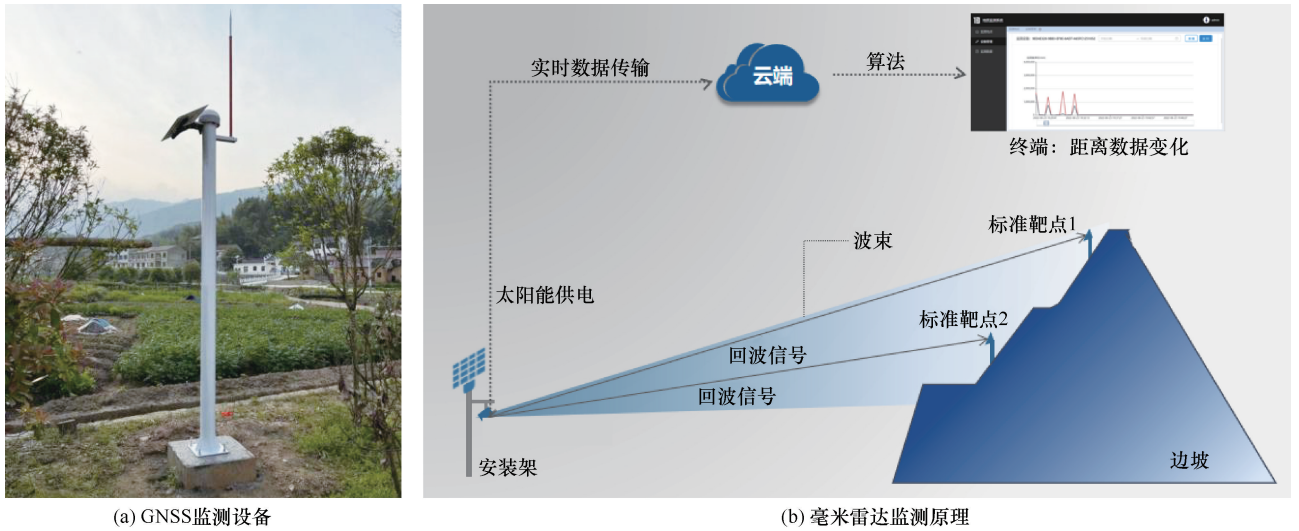 实时数据传输
云端
算法
终端：距离数据变化
标准靶点1
波束
太阳能供电
标准靶点2
回波信号
回波信号
安装架
边坡
(a) GNSS监测设备
(b) 毫米雷达监测原理